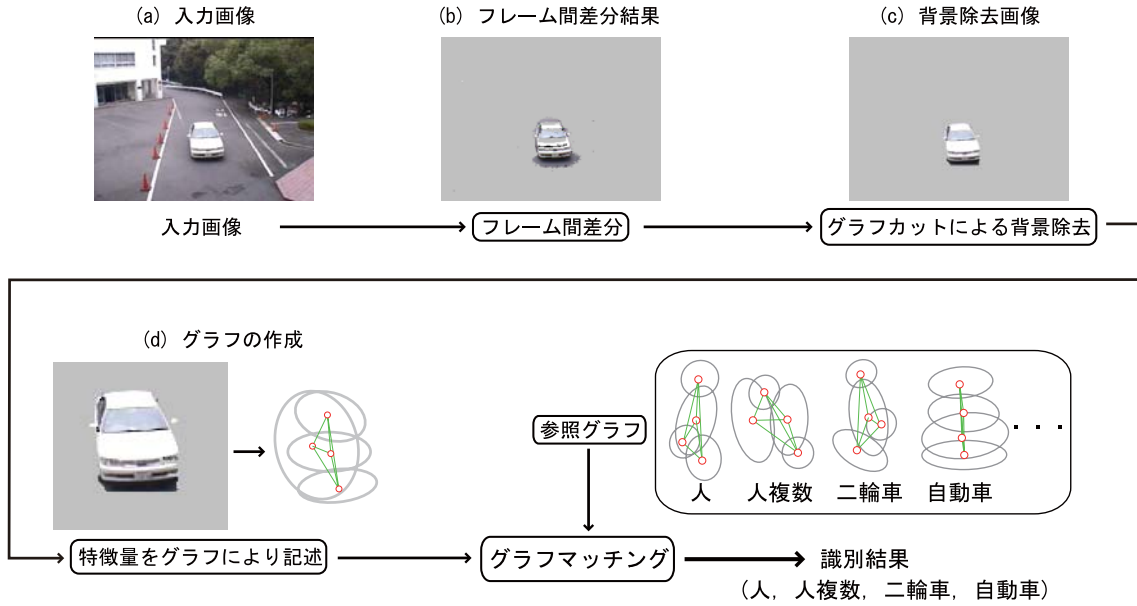 (a) 入力画像
(b) フレーム間差分結果
(c) 背景除去画像
入力画像
フレーム間差分
グラフカットによる背景除去
(d) グラフの作成
参照グラフ
人
人複数
二輪車
自動車
・・・
特徴量をグラフにより記述
グラフマッチング
識別結果
(人, 人複数, 二輪車, 自動車)